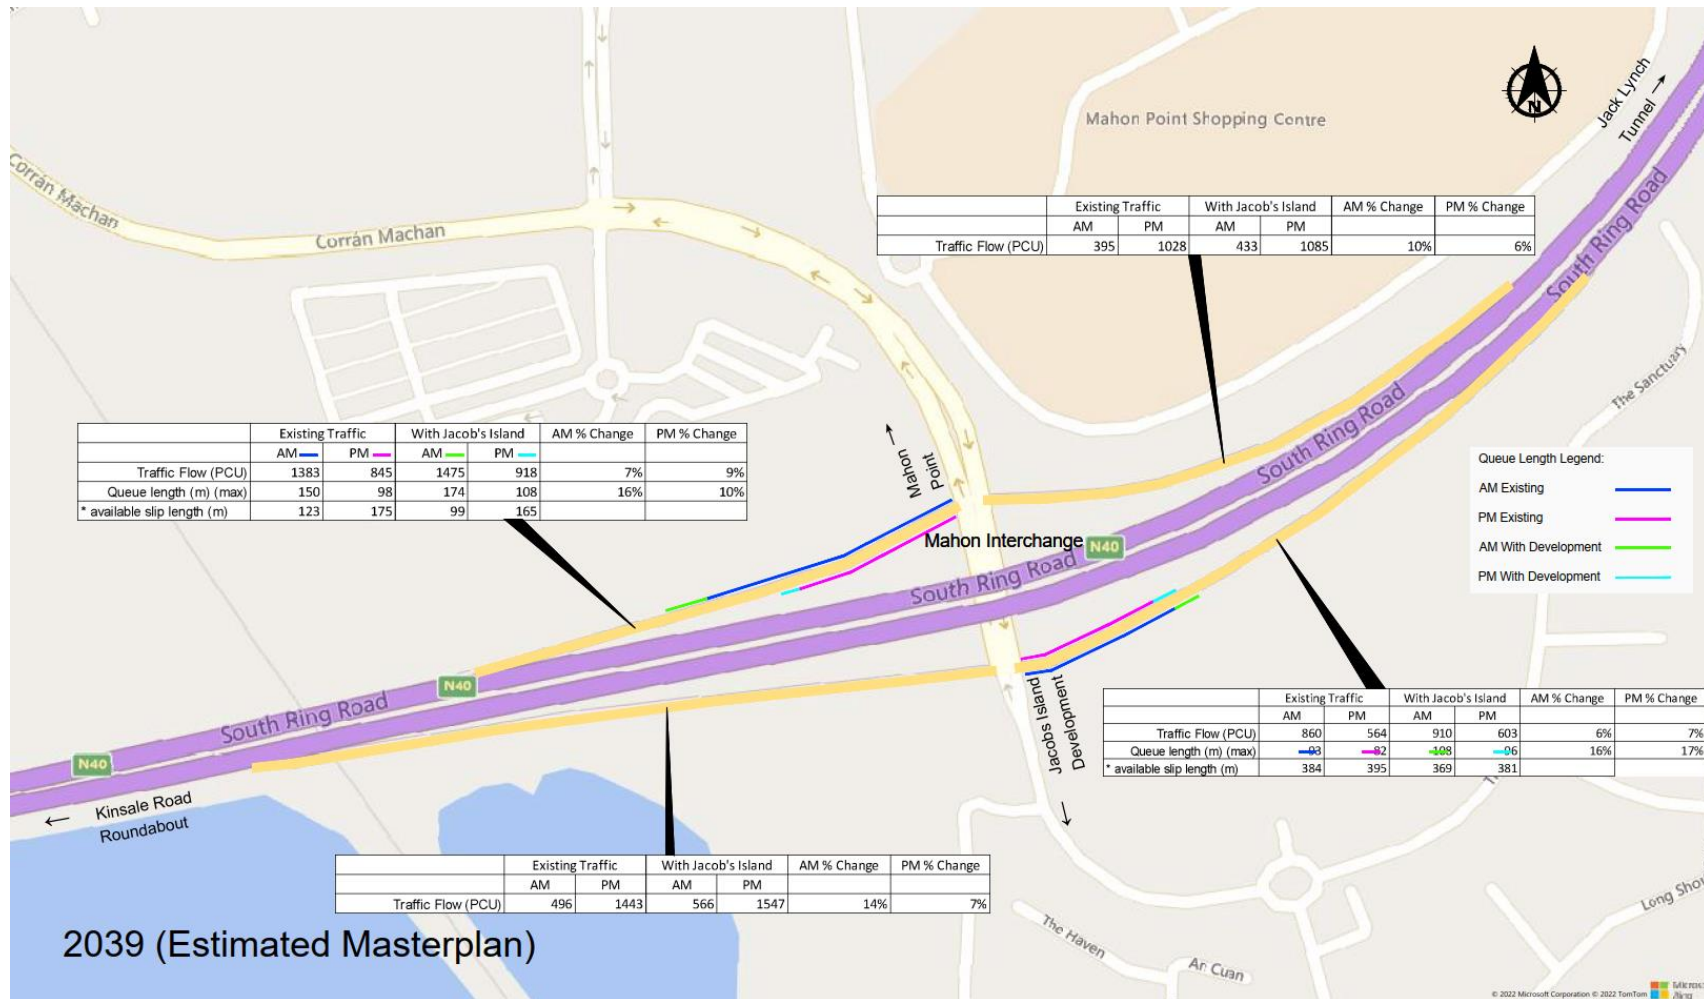 Jack Lynch
Tunnel →
Mahon Point Shopping Centre
N
Corrán Machan
Corrán Machan
South Ring Road
Existing Traffic With Jacob's Island AM % Change PM % Change
AM PM AM PM
Traffic Flow (PCU) 395 1028 433 1085 10% 6%
The Sanctuary
South Ring Road
Existing Traffic With Jacob's Island AM % Change PM % Change
AM PM AM PM
Traffic Flow (PCU) 1383 845 1475 918 7% 9%
Queue length (m) (max) 150 98 174 108 16% 10%
* available slip length (m) 123 175 99 165
Mahon
Point
Queue Length Legend:
AM Existing
PM Existing
AM With Development
PM With Development
Mahon Interchange
N40
South Ring Road
N40
South Ring Road
N40
Jacobs Island
Development
Existing Traffic With Jacob's Island AM % Change PM % Change
AM PM AM PM
Traffic Flow (PCU) 860 564 910 603 6% 7%
Queue length (m) (max) 93 82 108 96 16% 17%
* available slip length (m) 384 395 369 381
← Kinsale Road
Roundabout
Existing Traffic With Jacob's Island AM % Change PM % Change
AM PM AM PM
Traffic Flow (PCU) 496 1443 566 1547 14% 7%
2039 (Estimated Masterplan)
The Haven
An Cuan
Long Shor
© 2022 Microsoft Corporation © 2022 TomTom